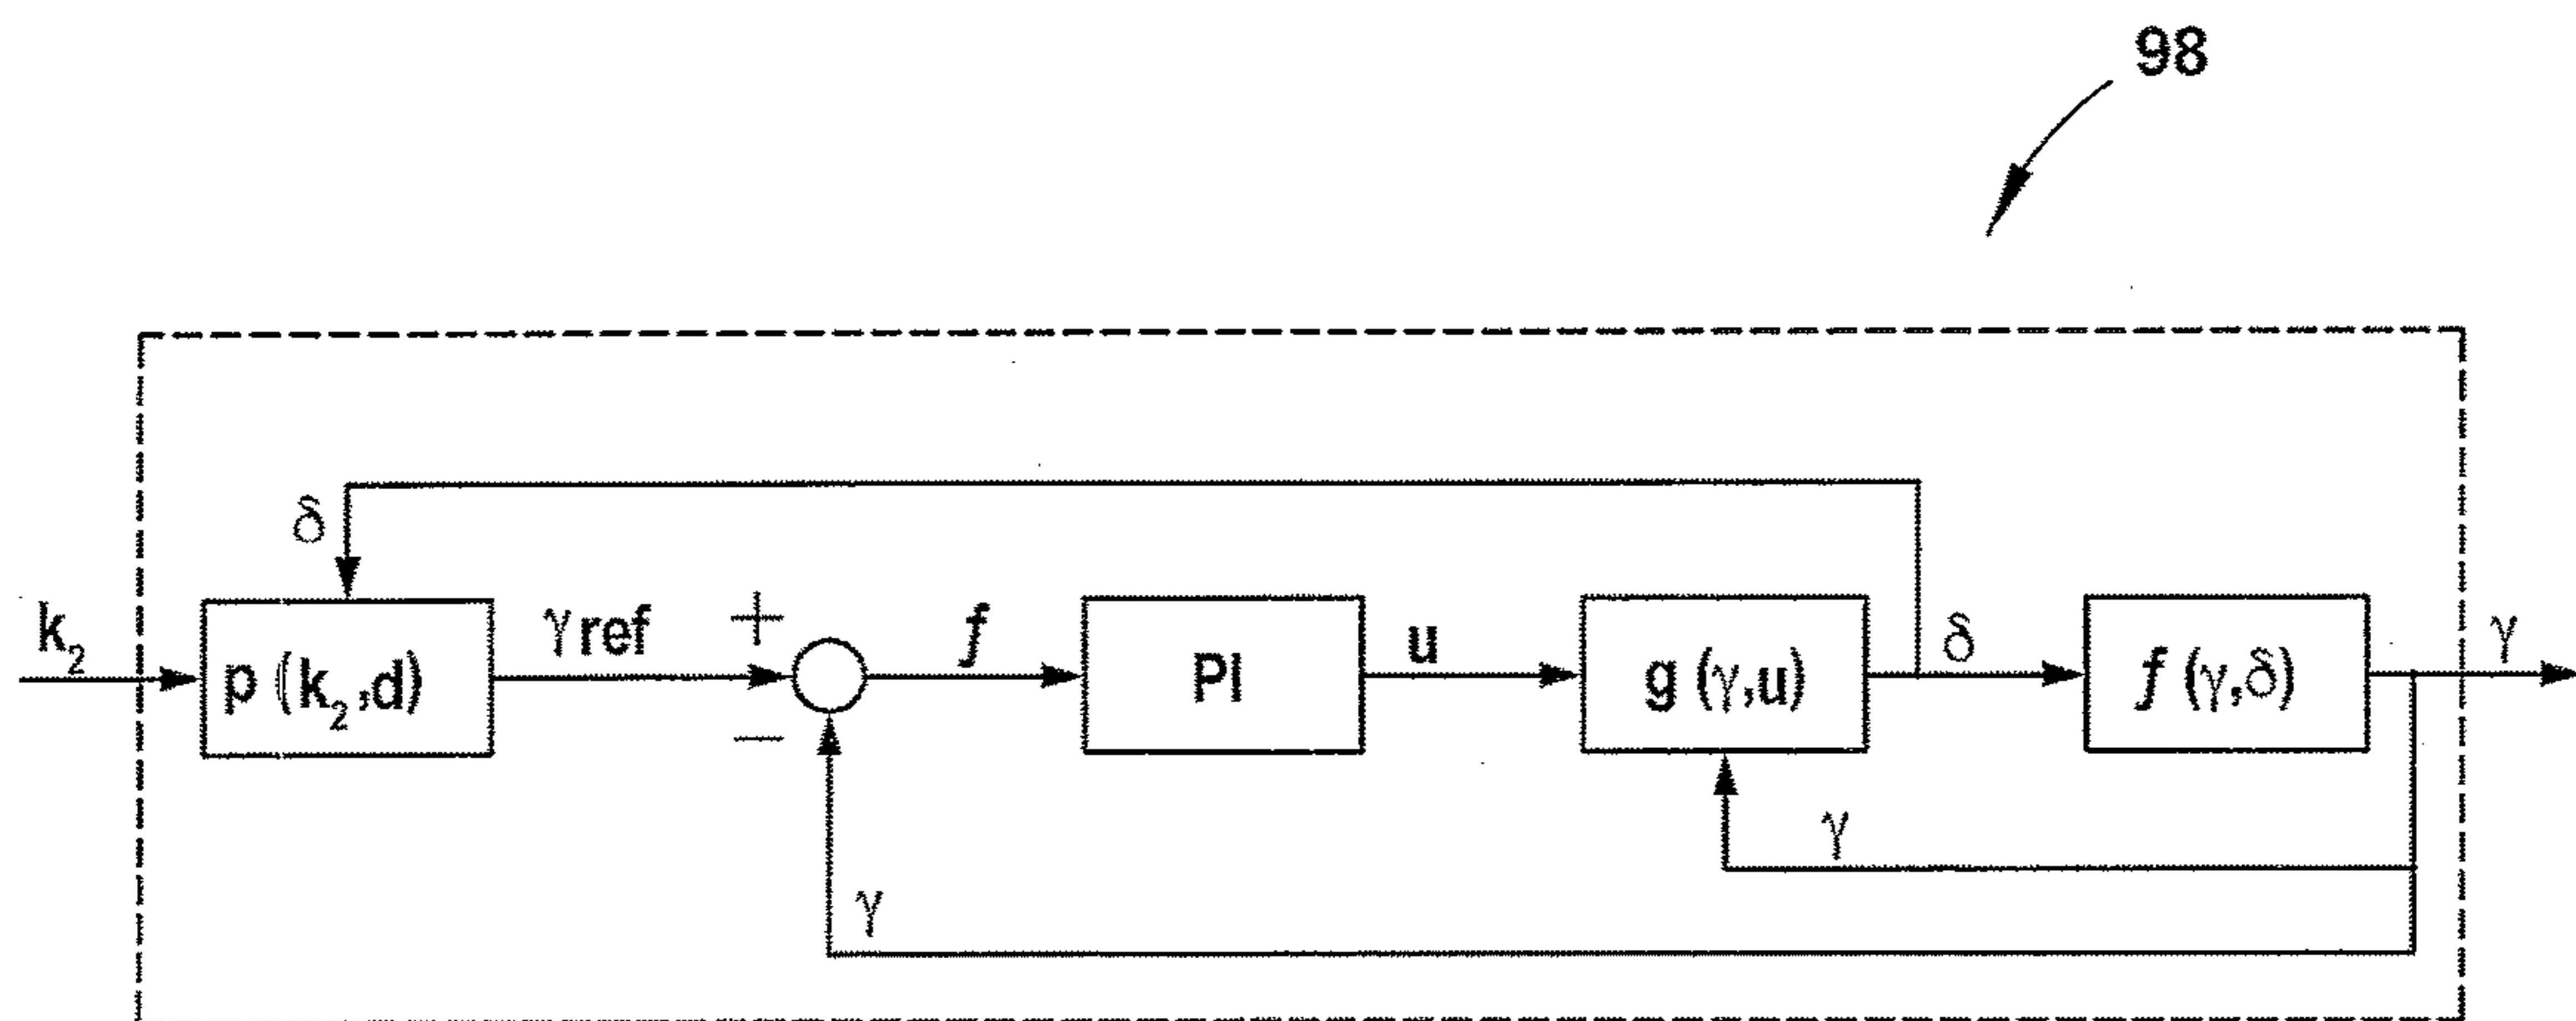 98
δ
k₂
p (k₂,d)
γref
+
−
f
PI
u
g (γ,u)
δ
f (γ,δ)
γ
γ
γ